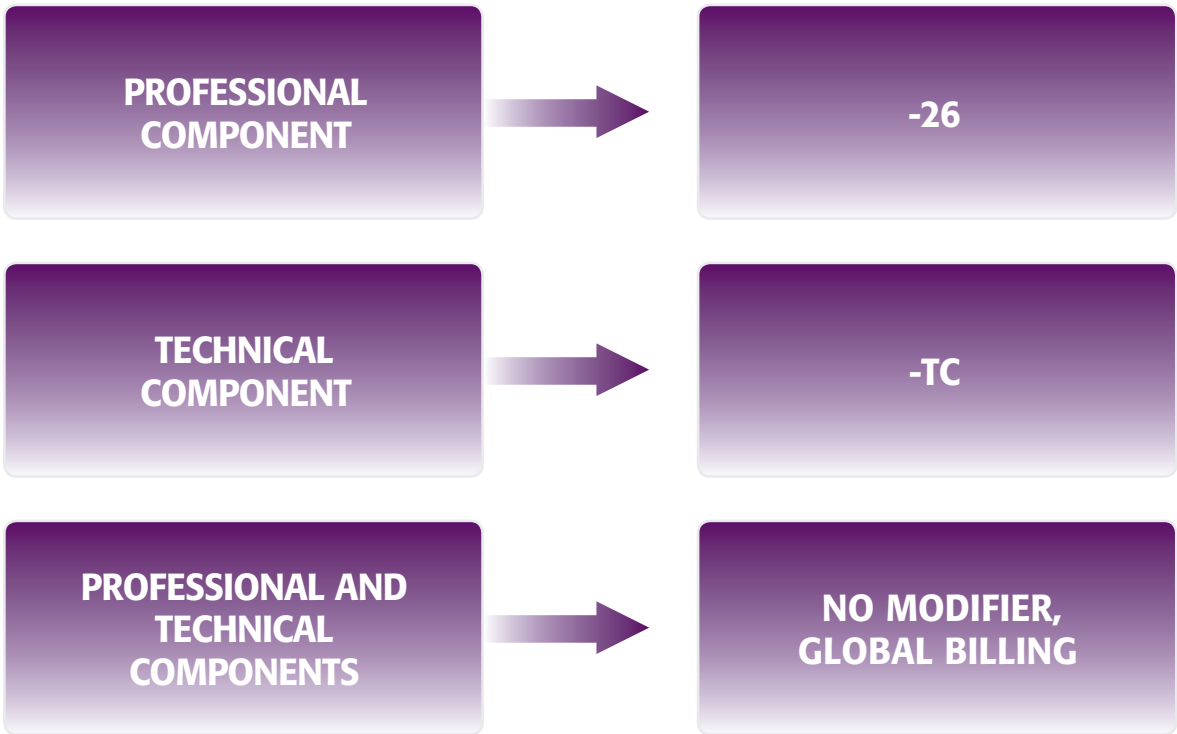 PROFESSIONAL
COMPONENT
-26
TECHNICAL
COMPONENT
-TC
PROFESSIONAL AND
TECHNICAL
COMPONENTS
NO MODIFIER,
GLOBAL BILLING